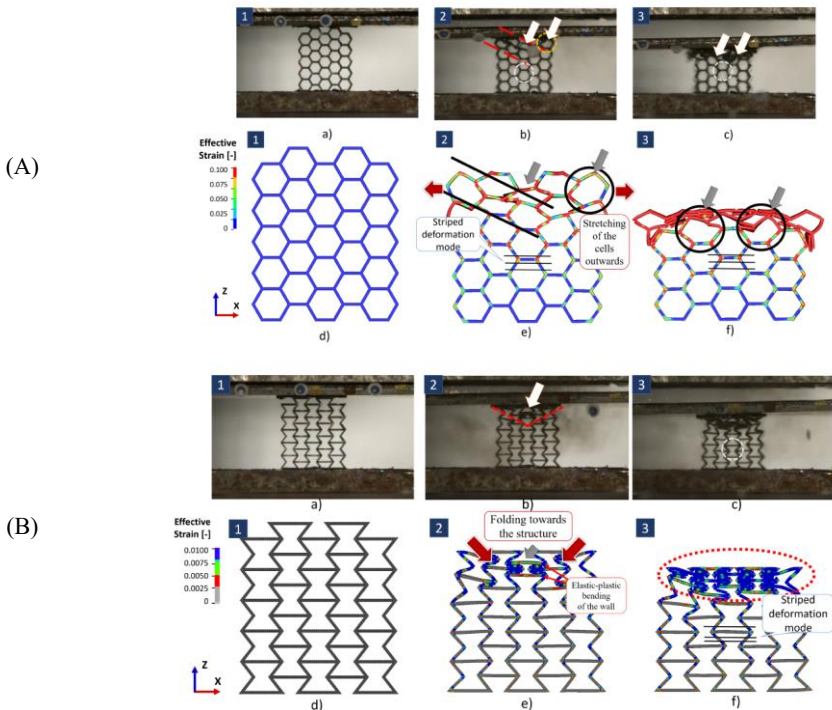 1
2
3
a)
b)
c)
(A)
Effective
Strain [-]
0.100
0.075
0.050
0.025
0
1
2
3
Striped
deformation
mode
Stretching
of the
cells
outwards
Z
X
d)
e)
f)
1
2
3
a)
b)
c)
(B)
Effective
Strain [-]
0.0100
0.0075
0.0050
0.0025
0
1
2
3
Folding towards
the structure
Elastic-plastic
bending
of the wall
Striped
deformation
mode
Z
X
d)
e)
f)